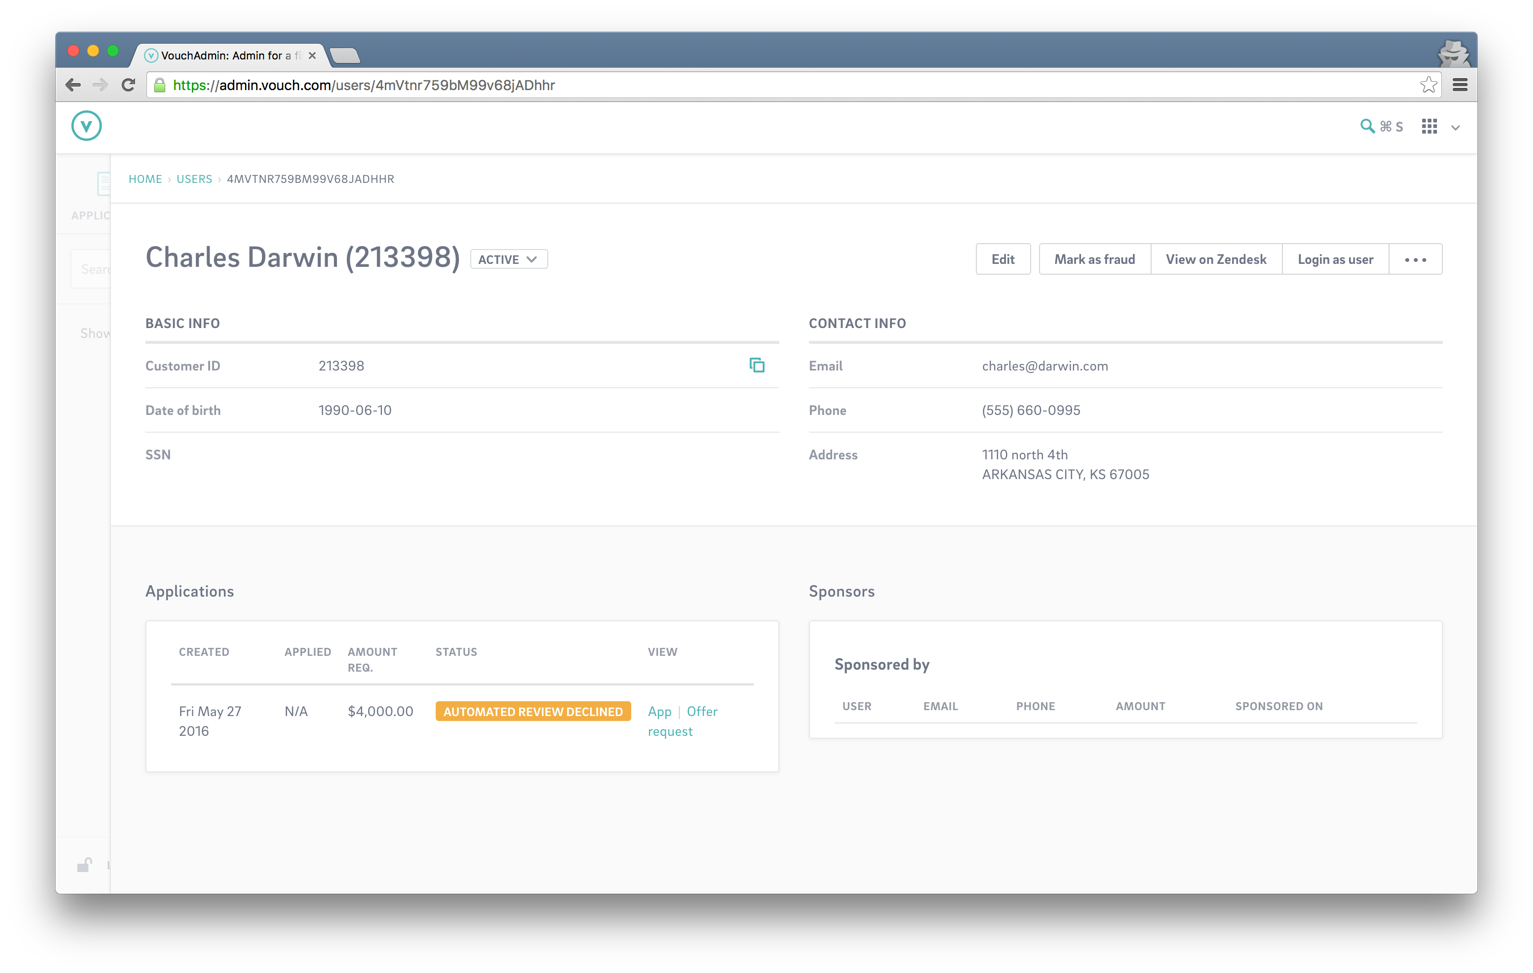 VouchAdmin: Admin for a fi
https://admin.vouch.com/users/4mVtnr759bM99v68jADhhr
⌘ S
HOME › USERS › 4MVTNR759BM99V68JADHHR
APPLIC
Sear
Show
Charles Darwin (213398) ACTIVE
Edit Mark as fraud View on Zendesk Login as user •••
BASIC INFO
Customer ID 213398
Date of birth 1990-06-10
SSN
CONTACT INFO
Email charles@darwin.com
Phone (555) 660-0995
Address 1110 north 4th
ARKANSAS CITY, KS 67005
Applications
CREATED APPLIED AMOUNT REQ. STATUS VIEW
Fri May 27 2016 N/A $4,000.00 AUTOMATED REVIEW DECLINED App | Offer request
Sponsors
Sponsored by
USER EMAIL PHONE AMOUNT SPONSORED ON